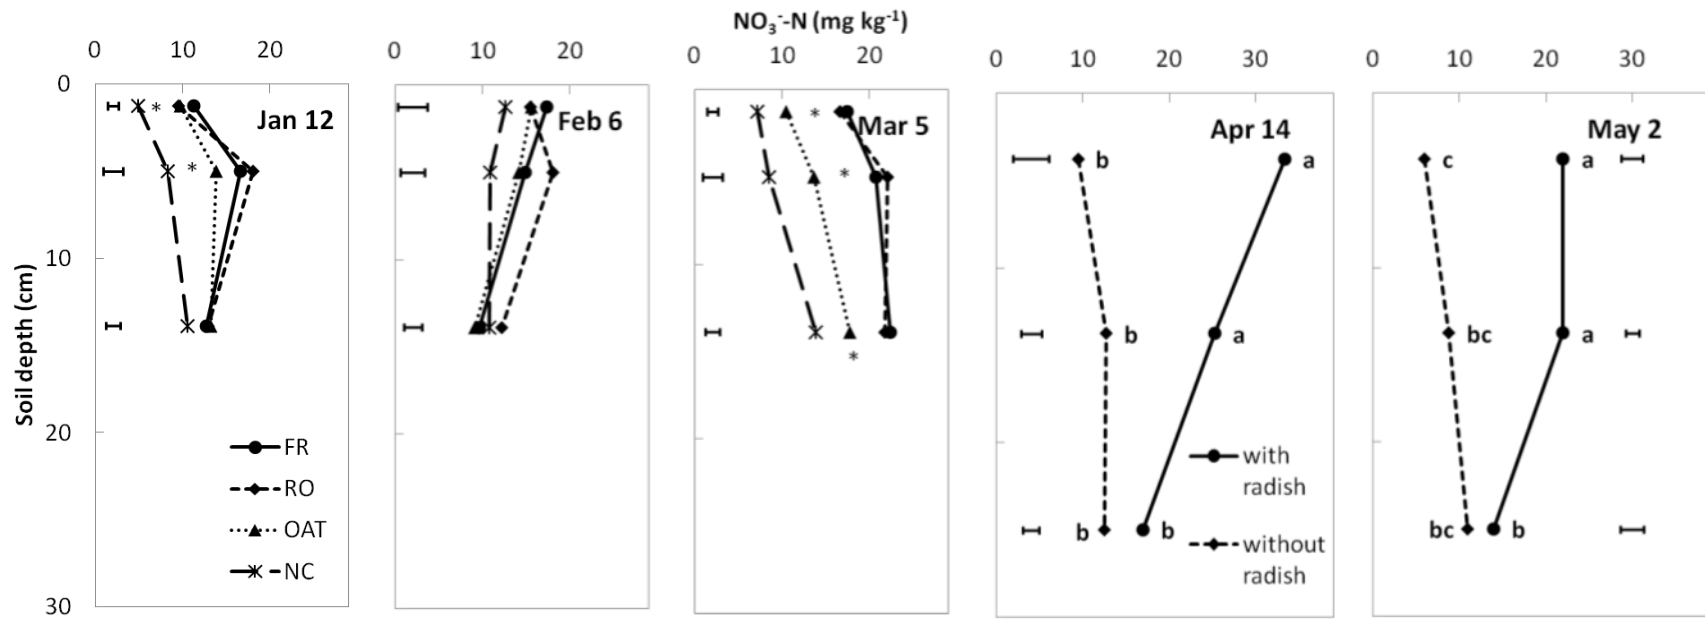 NO₃⁻-N (mg kg⁻¹)
0 10 20
0 10 20
0 10 20
0 10 20 30
0 10 20 30
0
10
20
30
Soil depth (cm)
Jan 12
*
*
FR
RO
OAT
NC
Feb 6
Mar 5
*
*
*
Apr 14
b a
b a
b b
with
radish
without
radish
May 2
c a
bc a
bc b